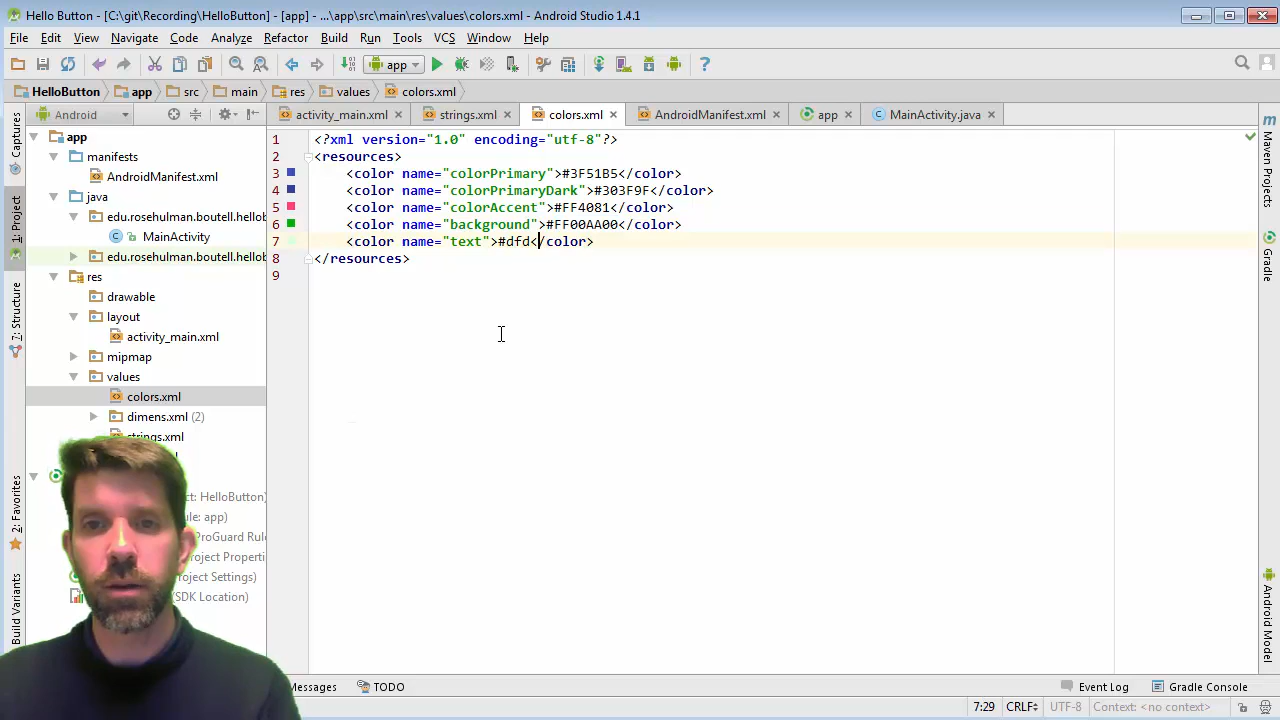 Hello Button - [C:\git\Recording\HelloButton] - [app] - ...\app\src\main\res\values\colors.xml - Android Studio 1.4.1
File Edit View Navigate Code Analyze Refactor Build Run Tools VCS Window Help
app
HelloButton app src main res values colors.xml
Captures
1: Project
7: Structure
2: Favorites
Build Variants
Android
app
manifests
AndroidManifest.xml
java
edu.rosehulman.boutell.hellob
MainActivity
edu.rosehulman.boutell.hellob
res
drawable
layout
activity_main.xml
mipmap
values
colors.xml
dimens.xml (2)
strings.xml
ct: HelloButton)
ule: app)
ProGuard Rule
Project Properti
roject Settings)
SDK Location)
activity_main.xml strings.xml colors.xml AndroidManifest.xml app MainActivity.java
1 <?xml version="1.0" encoding="utf-8"?>
2 <resources>
3 <color name="colorPrimary">#3F51B5</color>
4 <color name="colorPrimaryDark">#303F9F</color>
5 <color name="colorAccent">#FF4081</color>
6 <color name="background">#FF00AA00</color>
7 <color name="text">#dfd</color>
8 </resources>
9
Gradle
Android Model
Messages TODO Event Log Gradle Console
7:29 CRLF UTF-8 Context: <no context>